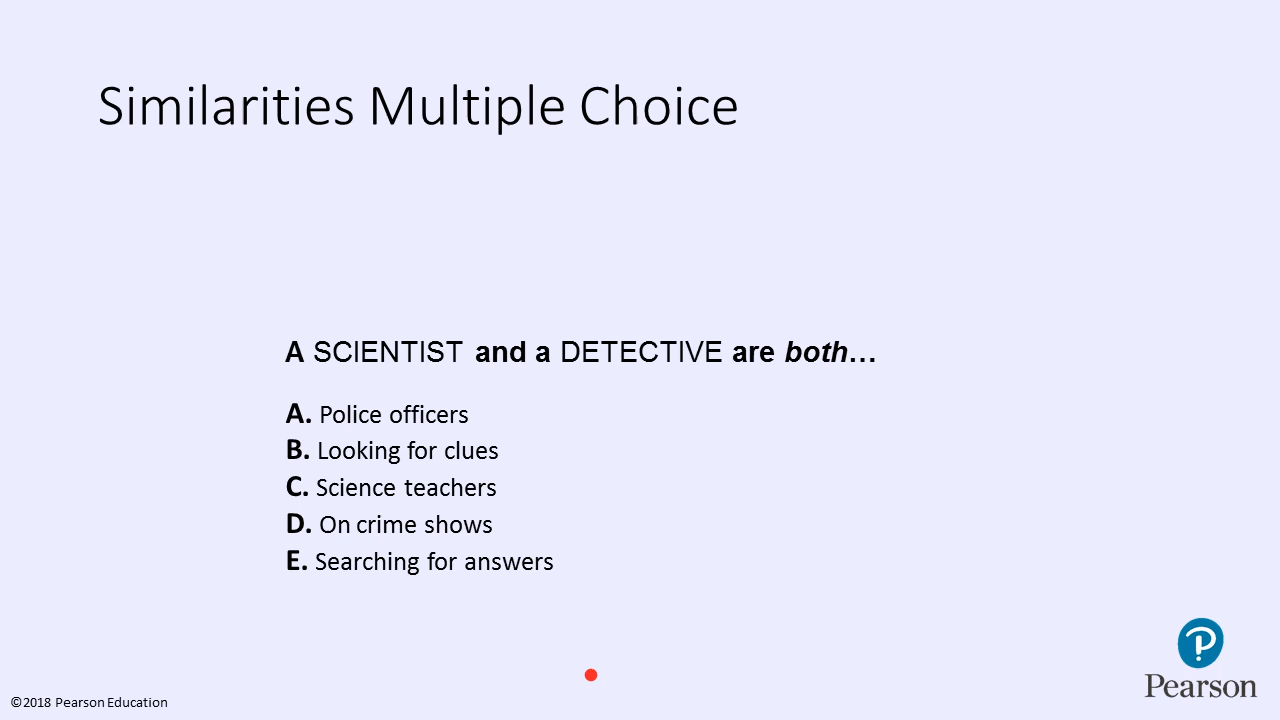 Similarities Multiple Choice
A SCIENTIST and a DETECTIVE are both…
A. Police officers
B. Looking for clues
C. Science teachers
D. On crime shows
E. Searching for answers
P
Pearson
©2018 Pearson Education